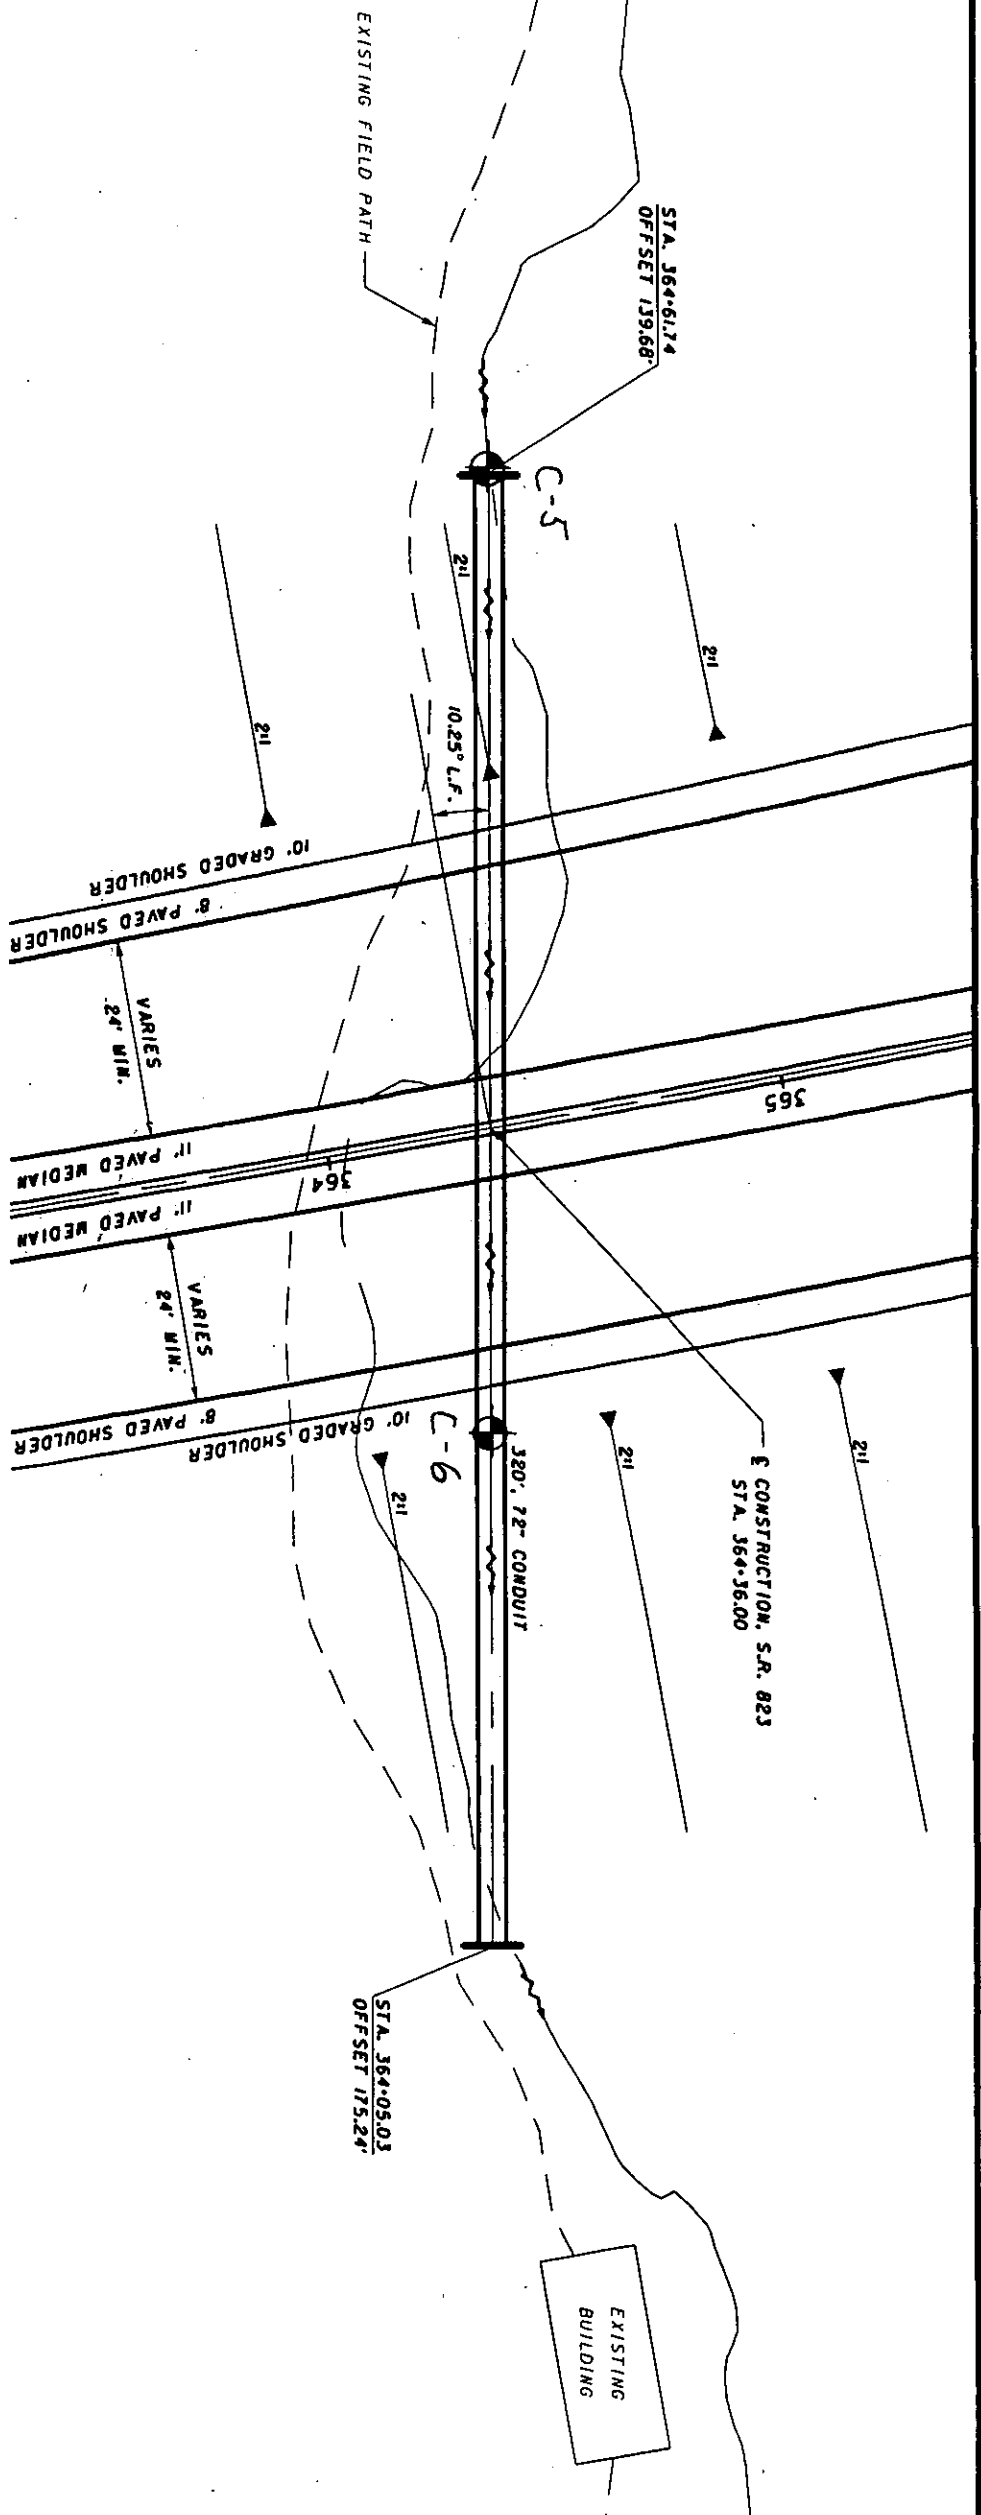 EXISTING FIELD PATH
STA. 364+61.74
OFFSET 139.68'
C-5
2:1
2:1
2:1
10.25° L.F.
10' GRADED SHOULDER
8' PAVED SHOULDER
VARIES
24' MIN.
11' PAVED MEDIAN
11' PAVED MEDIAN
364
365
VARIES
24' MIN.
8' PAVED SHOULDER
10' GRADED SHOULDER
C-6
320', 72" CONDUIT
2:1
2:1
2:1
℄ CONSTRUCTION, S.R. 823
STA. 364+36.00
STA. 364+05.03
OFFSET 175.24'
EXISTING
BUILDING